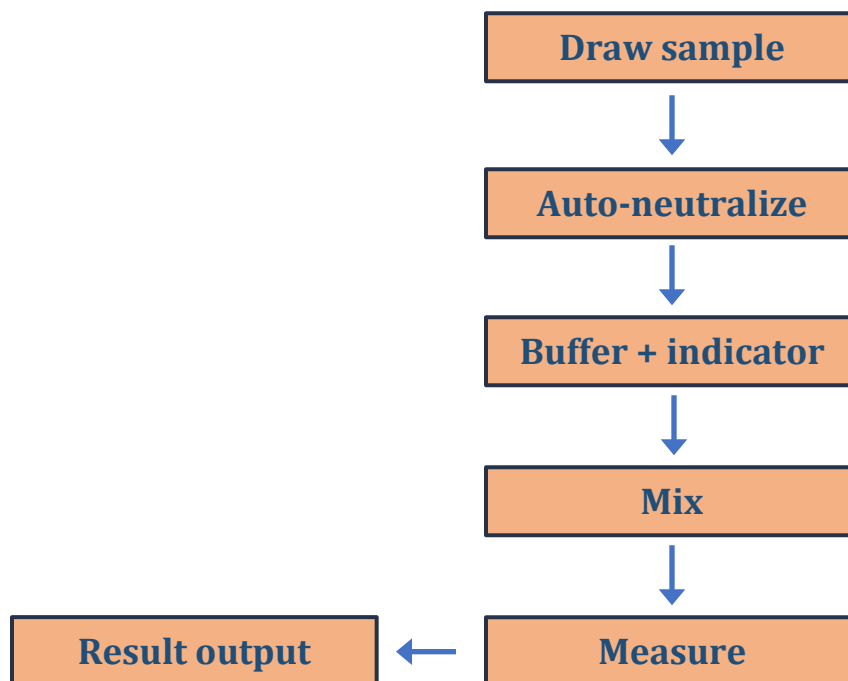 Draw sample
Auto-neutralize
Buffer + indicator
Mix
Measure
Result output